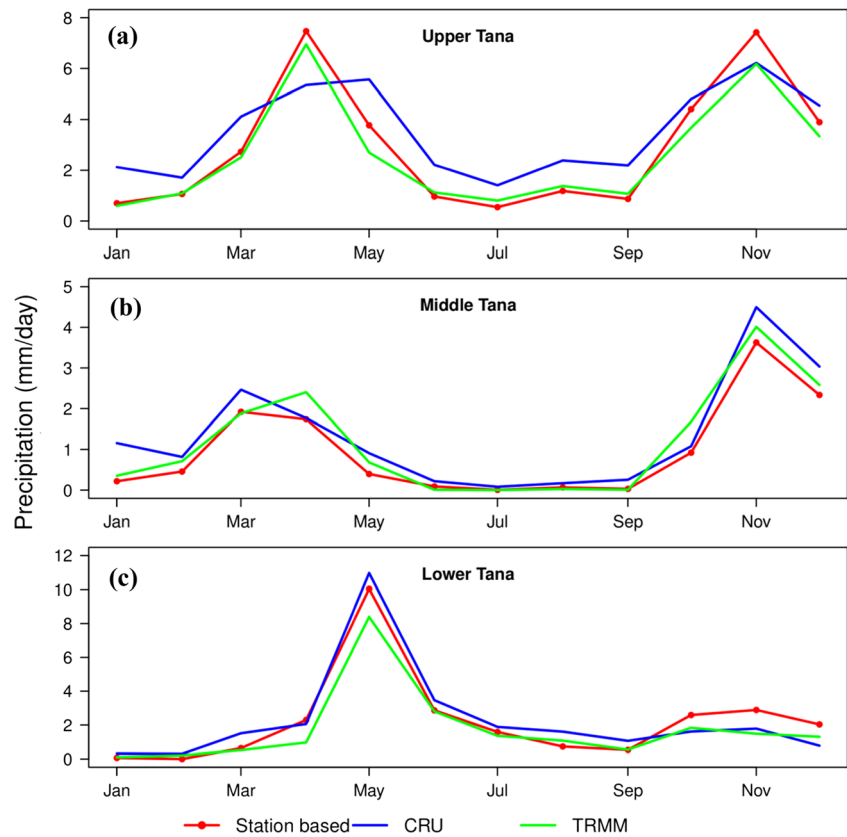 Precipitation (mm/day)
(a) Upper Tana
8
6
4
2
0
Jan Mar May Jul Sep Nov
(b) Middle Tana
5
4
3
2
1
0
Jan Mar May Jul Sep Nov
(c) Lower Tana
12
10
8
6
4
2
0
Jan Mar May Jul Sep Nov
Station based CRU TRMM